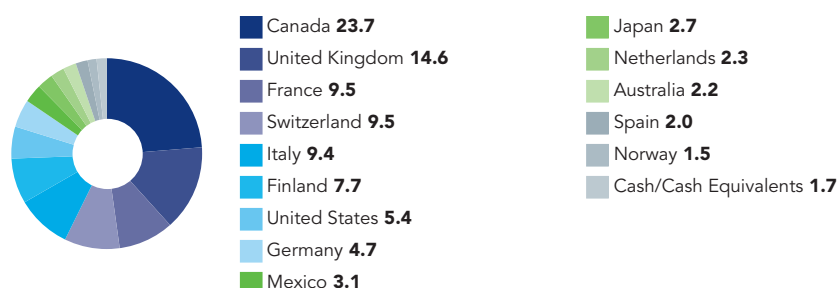 Canada 23.7
United Kingdom 14.6
France 9.5
Switzerland 9.5
Italy 9.4
Finland 7.7
United States 5.4
Germany 4.7
Mexico 3.1
Japan 2.7
Netherlands 2.3
Australia 2.2
Spain 2.0
Norway 1.5
Cash/Cash Equivalents 1.7